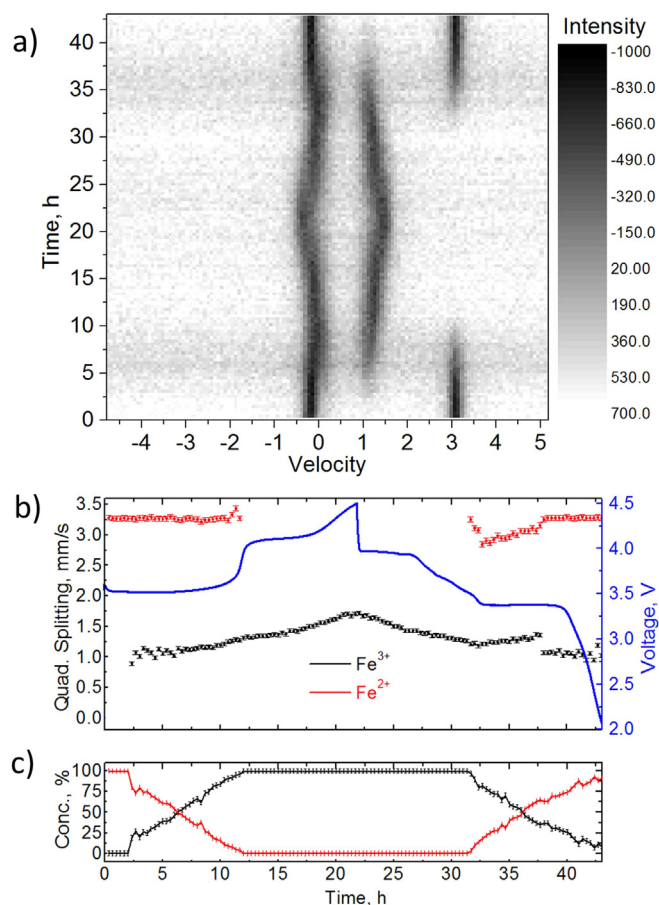 a)
Intensity
-1000
-830.0
-660.0
-490.0
-320.0
-150.0
20.00
190.0
360.0
530.0
700.0
Time, h
40
35
30
25
20
15
10
5
0
-4 -3 -2 -1 0 1 2 3 4 5
Velocity
b)
Quad. Splitting, mm/s
3.5
3.0
2.5
2.0
1.5
1.0
0.5
0.0
Fe3+
Fe2+
4.5
4.0
3.5
3.0
2.5
2.0
Voltage, V
c)
Conc., %
100
75
50
25
0
0 5 10 15 20 25 30 35 40
Time, h